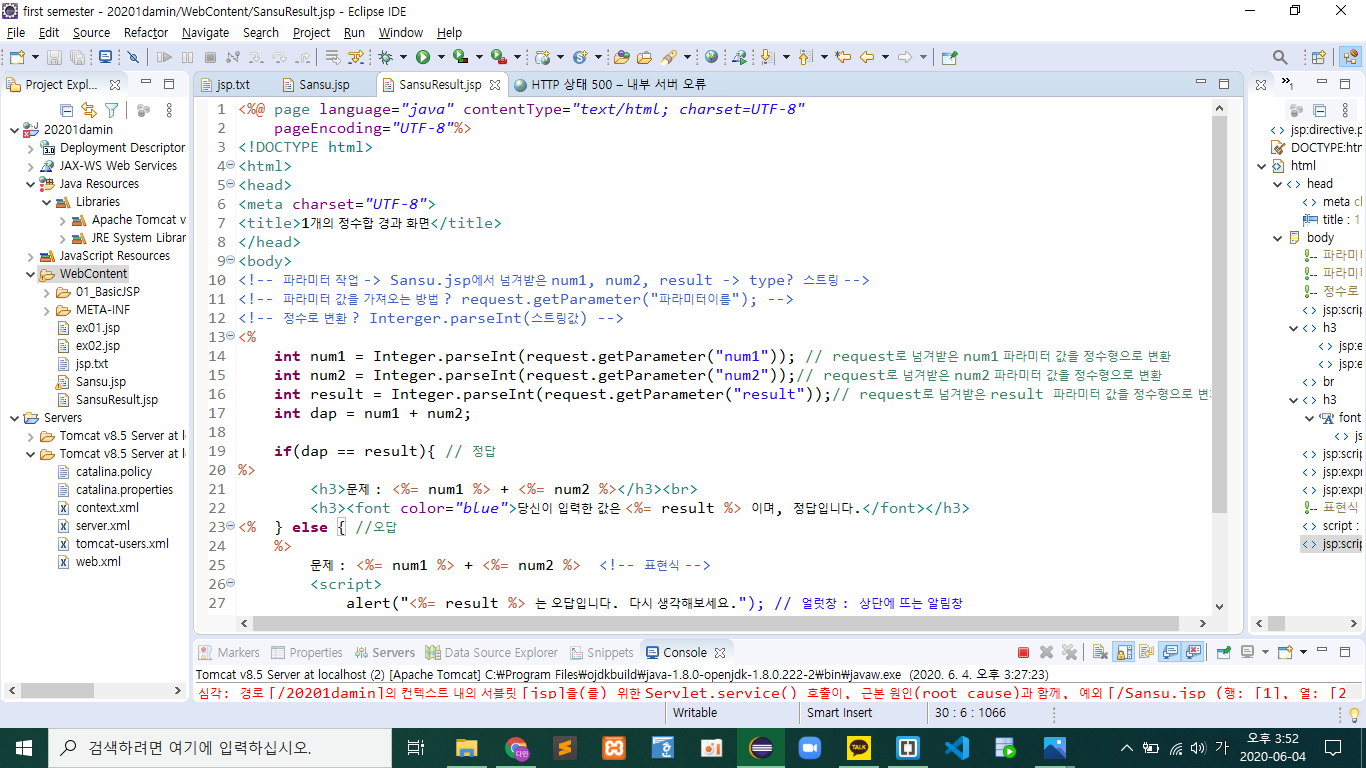 first semester - 20201damin/WebContent/SansuResult.jsp - Eclipse IDE
File Edit Source Refactor Navigate Search Project Run Window Help
Project Expl...
20201damin
Deployment Descriptor
JAX-WS Web Services
Java Resources
Libraries
Apache Tomcat v
JRE System Librar
JavaScript Resources
WebContent
01_BasicJSP
META-INF
ex01.jsp
ex02.jsp
jsp.txt
Sansu.jsp
SansuResult.jsp
Servers
Tomcat v8.5 Server at l
Tomcat v8.5 Server at l
catalina.policy
catalina.properties
context.xml
server.xml
tomcat-users.xml
web.xml
jsp.txt Sansu.jsp SansuResult.jsp HTTP 상태 500 – 내부 서버 오류
1 <%@ page language="java" contentType="text/html; charset=UTF-8"
2 pageEncoding="UTF-8"%>
3 <!DOCTYPE html>
4 <html>
5 <head>
6 <meta charset="UTF-8">
7 <title>1개의 정수합 경과 화면</title>
8 </head>
9 <body>
10 <!-- 파라미터 작업 -> Sansu.jsp에서 넘겨받은 num1, num2, result -> type? 스트링 -->
11 <!-- 파라미터 값을 가져오는 방법 ? request.getParameter("파라미터이름"); -->
12 <!-- 정수로 변환 ? Interger.parseInt(스트링값) -->
13 <%
14 int num1 = Integer.parseInt(request.getParameter("num1")); // request로 넘겨받은 num1 파라미터 값을 정수형으로 변환
15 int num2 = Integer.parseInt(request.getParameter("num2"));// request로 넘겨받은 num2 파라미터 값을 정수형으로 변환
16 int result = Integer.parseInt(request.getParameter("result"));// request로 넘겨받은 result 파라미터 값을 정수형으로 변
17 int dap = num1 + num2;
18
19 if(dap == result){ // 정답
20 %>
21 <h3>문제 : <%= num1 %> + <%= num2 %></h3><br>
22 <h3><font color="blue">당신이 입력한 값은 <%= result %> 이며, 정답입니다.</font></h3>
23 <% } else { //오답
24 %>
25 문제 : <%= num1 %> + <%= num2 %> <!-- 표현식 -->
26 <script>
27 alert("<%= result %> 는 오답입니다. 다시 생각해보세요."); // 얼럿창 : 상단에 뜨는 알림창
1
jsp:directive.p
DOCTYPE:htr
html
head
meta cl
title : 1
body
파라미
파라미
정수로
jsp:scri
h3
jsp:e
jsp:e
br
h3
font
js
jsp:scri
jsp:expr
jsp:expr
표현식
script :
jsp:scri
Markers Properties Servers Data Source Explorer Snippets Console
Tomcat v8.5 Server at localhost (2) [Apache Tomcat] C:₩Program Files₩ojdkbuild₩java-1.8.0-openjdk-1.8.0.222-2₩bin₩javaw.exe (2020. 6. 4. 오후 3:27:23)
심각: 경로 [/20201damin]의 컨텍스트 내의 서블릿 [jsp]을(를) 위한 Servlet.service() 호출이, 근본 원인(root cause)과 함께, 예외 [/Sansu.jsp (행: [1], 열: [2
Writable Smart Insert 30 : 6 : 1066
검색하려면 여기에 입력하십시오.
다인
TALK
가
오후 3:52
2020-06-04